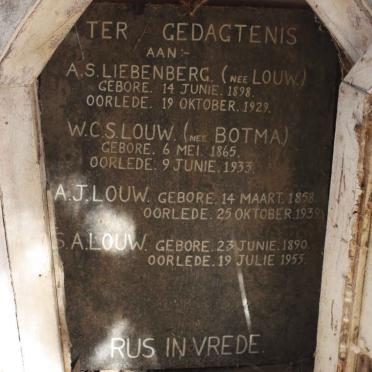 TER GEDAGTENIS
AAN:-
A.S. LIEBENBERG. (NEE LOUW.)
GEBORE. 14 JUNIE. 1898.
OORLEDE. 19 OKTOBER. 1929.
W.C.S. LOUW. (NEE. BOTMA)
GEBORE. 6 MEI. 1865.
OORLEDE. 9 JUNIE. 1933.
A.J. LOUW. GEBORE. 14 MAART. 1858.
OORLEDE. 25 OKTOBER. 1939.
S.A. LOUW. GEBORE. 23 JUNIE. 1890.
OORLEDE. 19 JULIE 1955.
RUS IN VREDE.